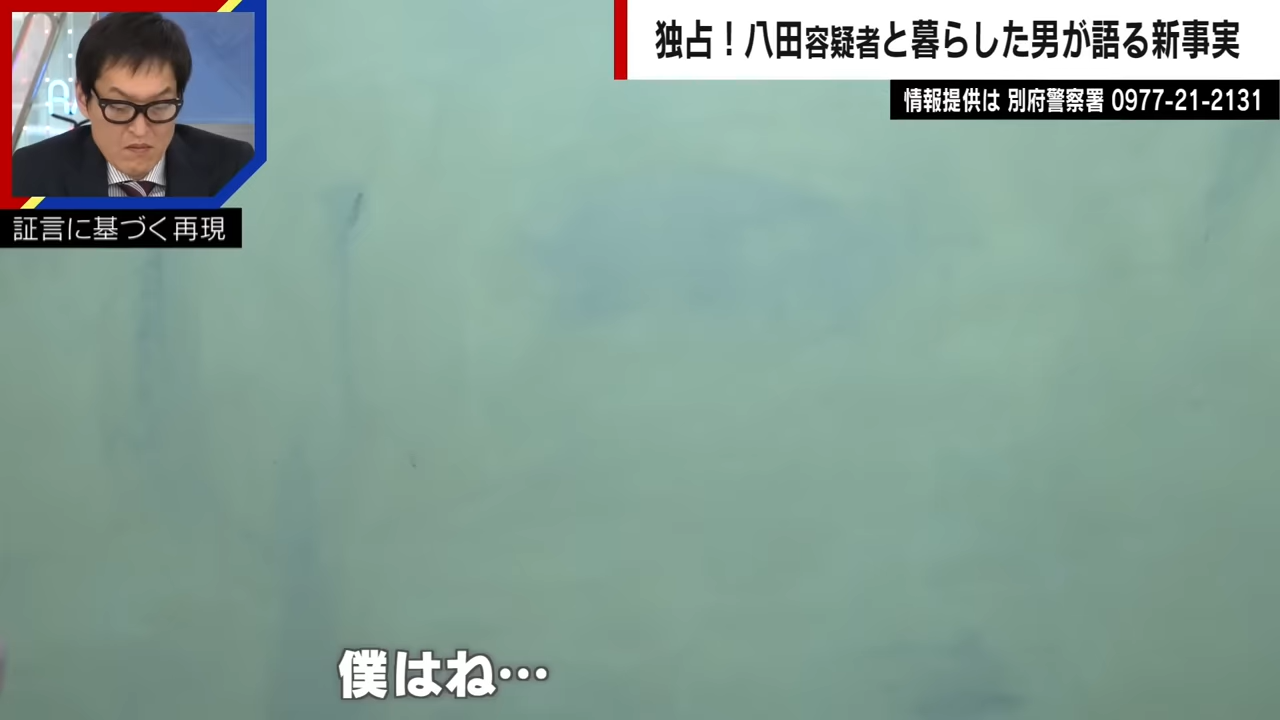 独占！八田容疑者と暮らした男が語る新事実
情報提供は 別府警察署 0977-21-2131
証言に基づく再現
僕はね…